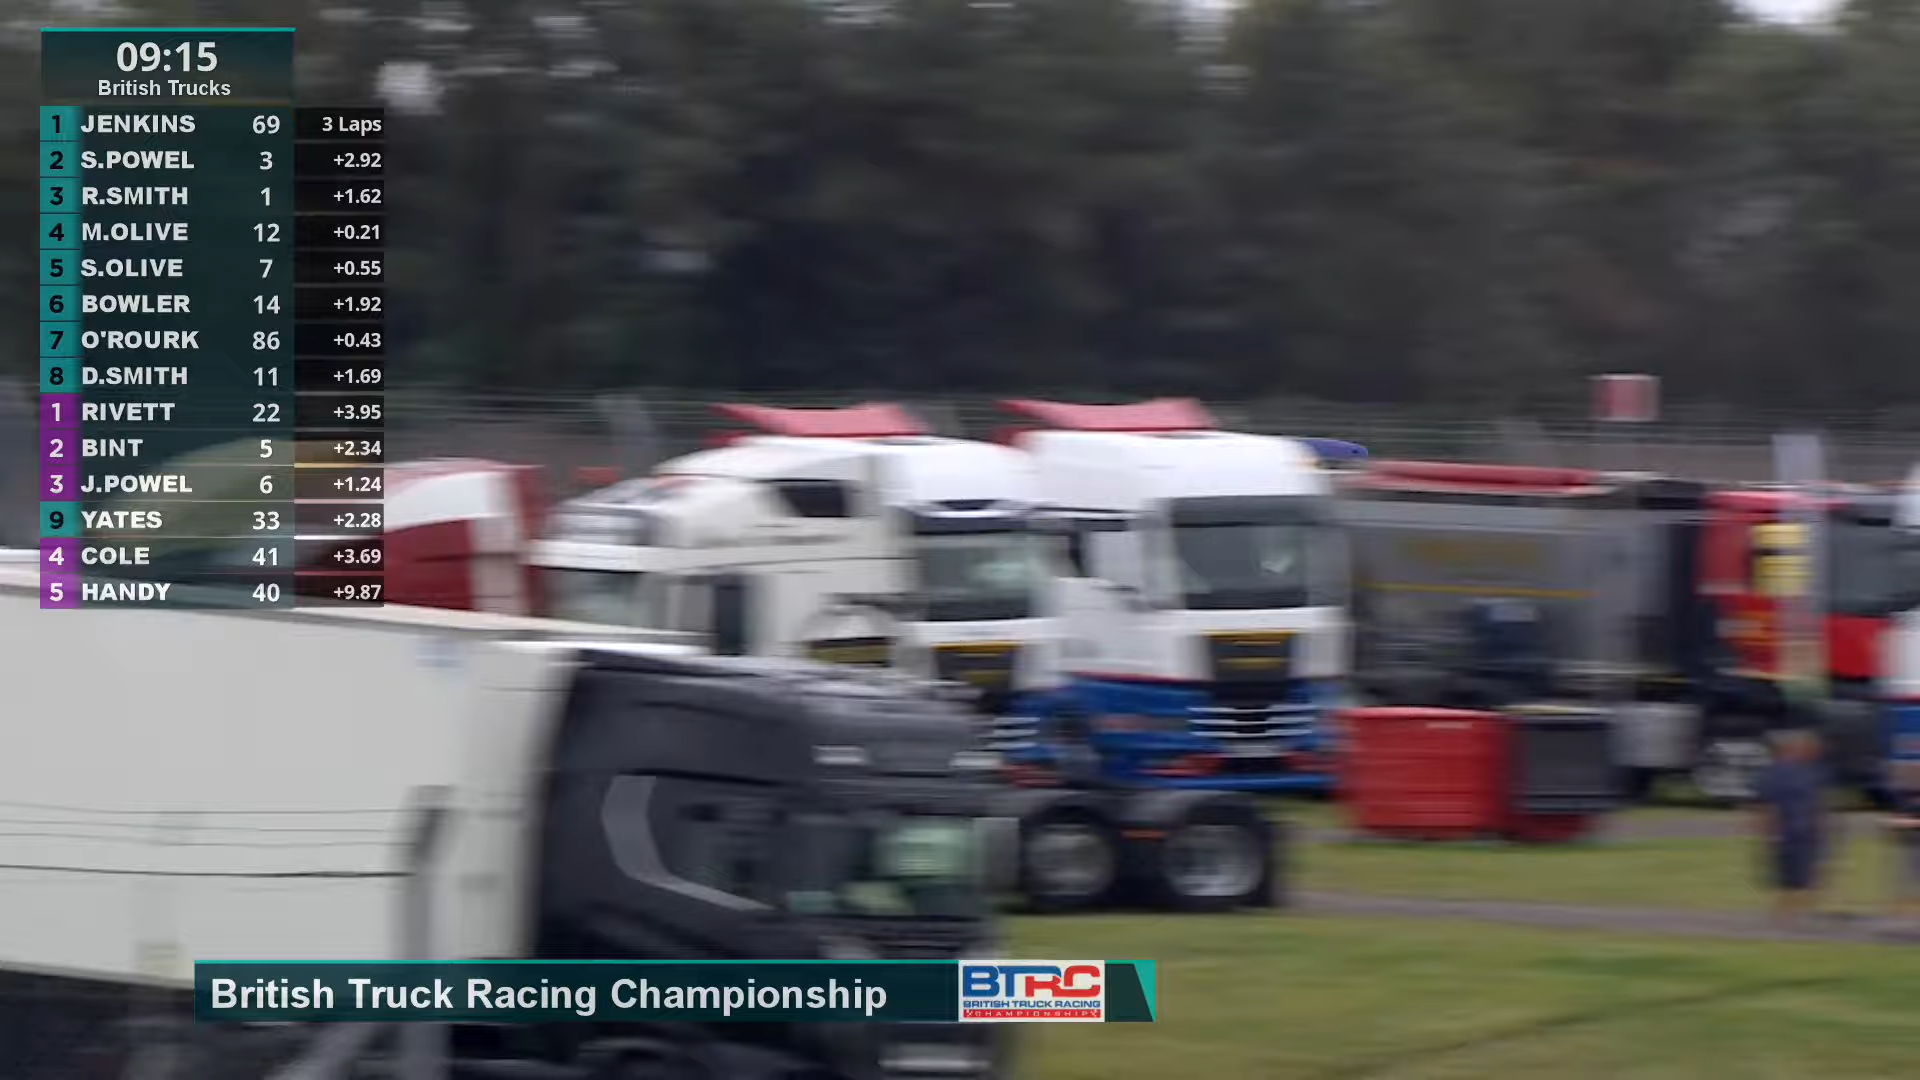 09:15
British Trucks
1 JENKINS 69 3 Laps
2 S.POWEL 3 +2.92
3 R.SMITH 1 +1.62
4 M.OLIVE 12 +0.21
5 S.OLIVE 7 +0.55
6 BOWLER 14 +1.92
7 O'ROURK 86 +0.43
8 D.SMITH 11 +1.69
1 RIVETT 22 +3.95
2 BINT 5 +2.34
3 J.POWEL 6 +1.24
9 YATES 33 +2.28
4 COLE 41 +3.69
5 HANDY 40 +9.87
British Truck Racing Championship
BTRC
BRITISH TRUCK RACING
CHAMPIONSHIP